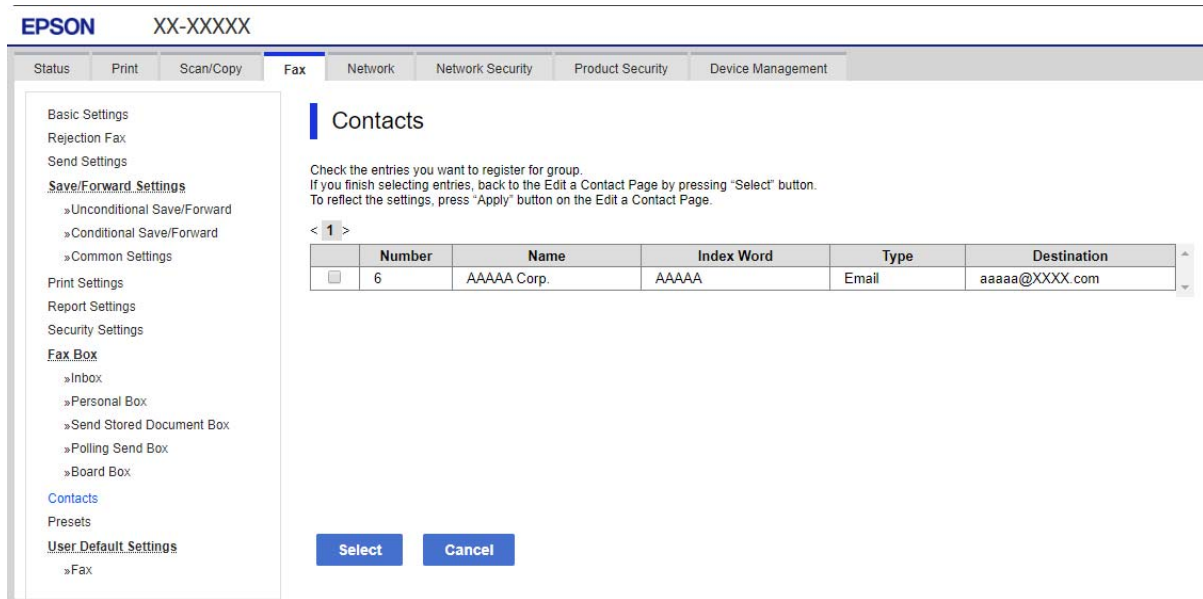 EPSON XX-XXXXX
Status Print Scan/Copy Fax Network Network Security Product Security Device Management
Basic Settings
Rejection Fax
Send Settings
Save/Forward Settings
»Unconditional Save/Forward
»Conditional Save/Forward
»Common Settings
Print Settings
Report Settings
Security Settings
Fax Box
»Inbox
»Personal Box
»Send Stored Document Box
»Polling Send Box
»Board Box
Contacts
Presets
User Default Settings
»Fax
Contacts
Check the entries you want to register for group.
If you finish selecting entries, back to the Edit a Contact Page by pressing “Select” button.
To reflect the settings, press “Apply” button on the Edit a Contact Page.
< 1 >
Number Name Index Word Type Destination
6 AAAAA Corp. AAAAA Email aaaaa@XXXX.com
Select Cancel